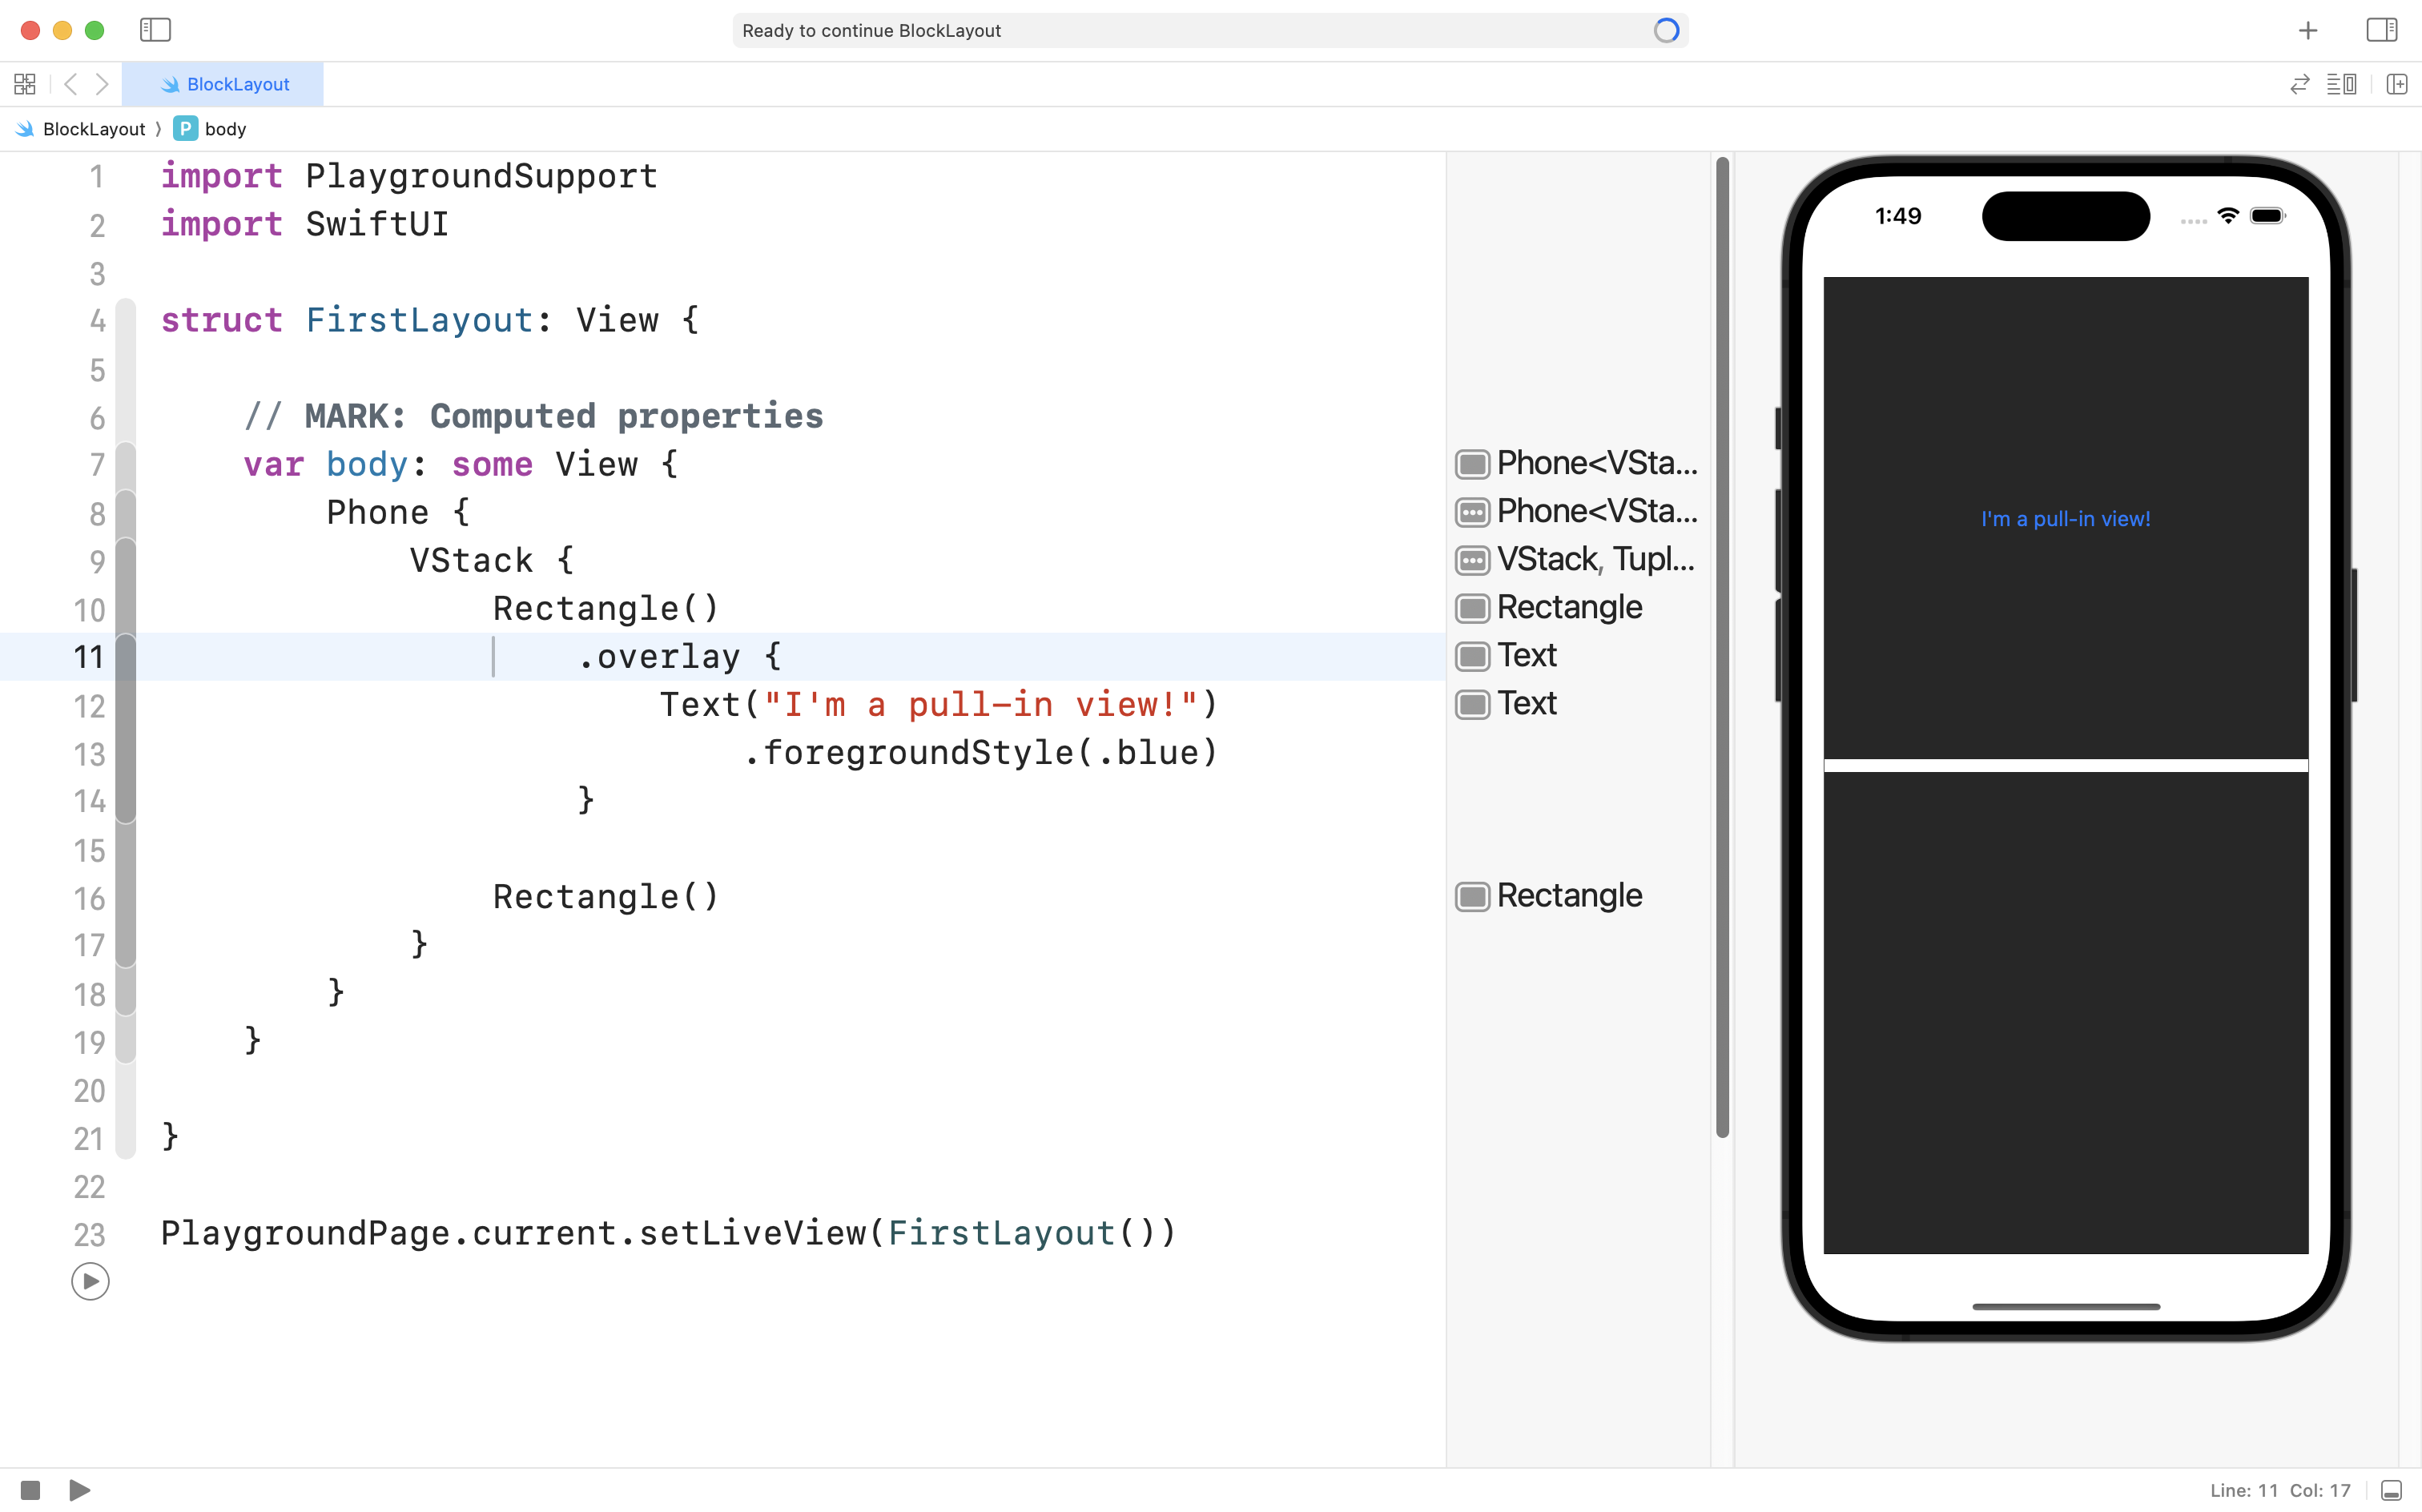 Ready to continue BlockLayout
BlockLayout
BlockLayout 〉 P body
1 import PlaygroundSupport
2 import SwiftUI
3
4 struct FirstLayout: View {
5
6 // MARK: Computed properties
7 var body: some View {
8 Phone {
9 VStack {
10 Rectangle()
11 .overlay {
12 Text("I'm a pull-in view!")
13 .foregroundStyle(.blue)
14 }
15
16 Rectangle()
17 }
18 }
19 }
20
21 }
22
23 PlaygroundPage.current.setLiveView(FirstLayout())
Phone<VSta...
Phone<VSta...
VStack, Tupl...
Rectangle
Text
Text
Rectangle
1:49
I'm a pull-in view!
Line: 11 Col: 17